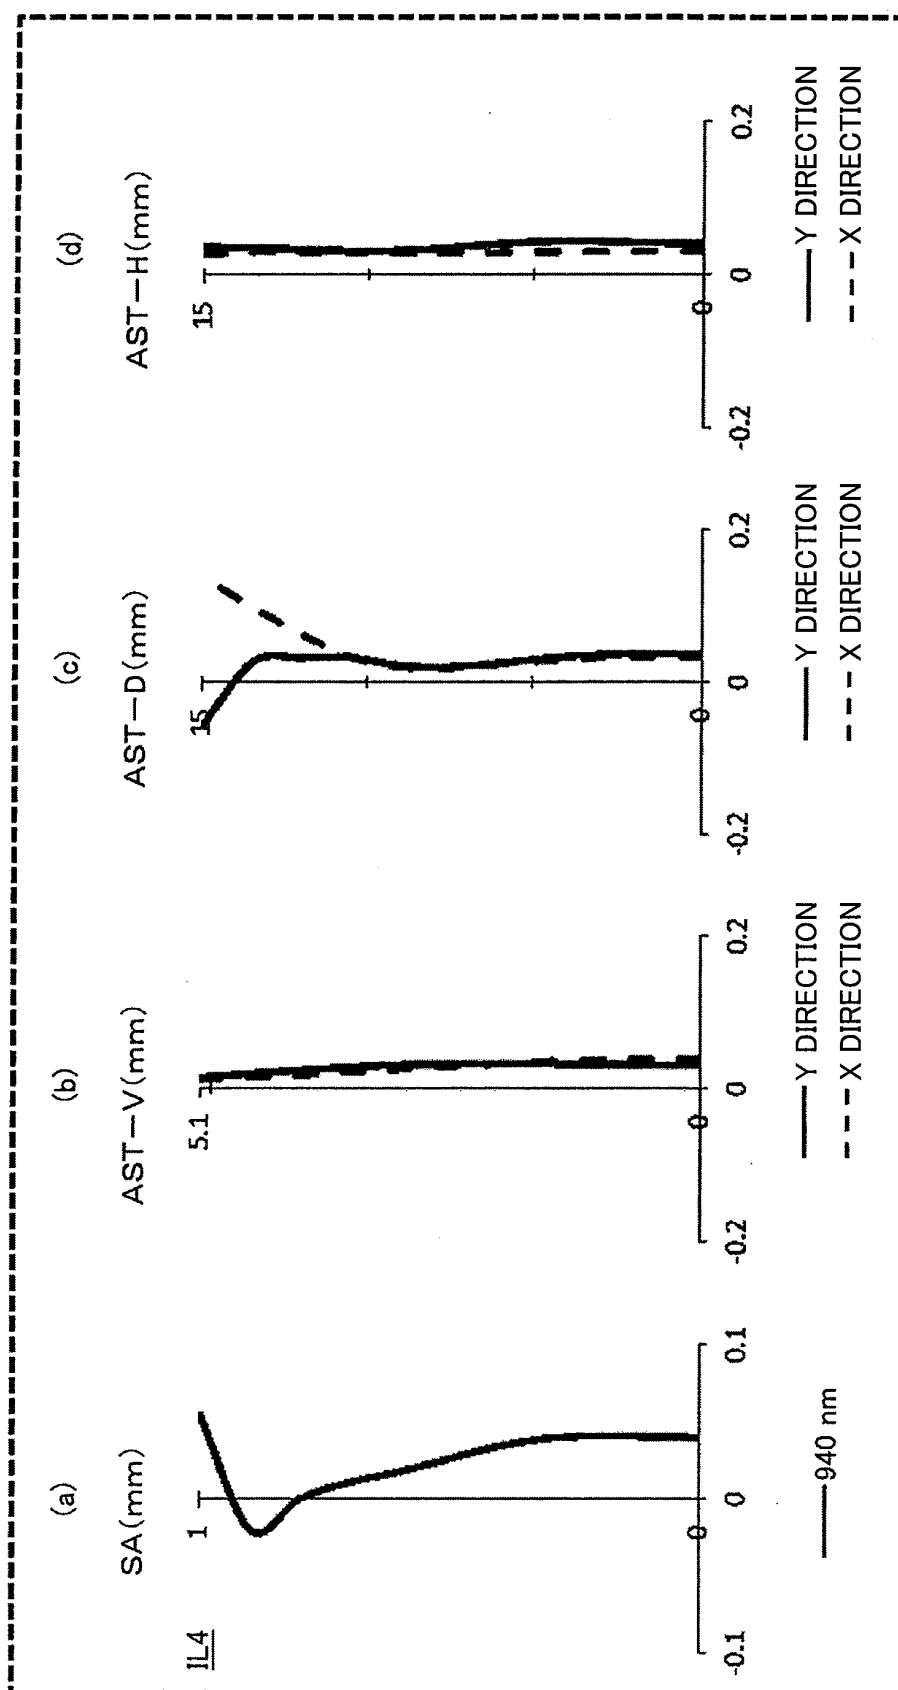 IL4
(a)
SA(mm)
1
0
-0.1
0
0.1
940 nm
(b)
AST-V(mm)
5.1
0
-0.2
0
0.2
Y DIRECTION
X DIRECTION
(c)
AST-D(mm)
15
0
-0.2
0
0.2
Y DIRECTION
X DIRECTION
(d)
AST-H(mm)
15
0
-0.2
0
0.2
Y DIRECTION
X DIRECTION